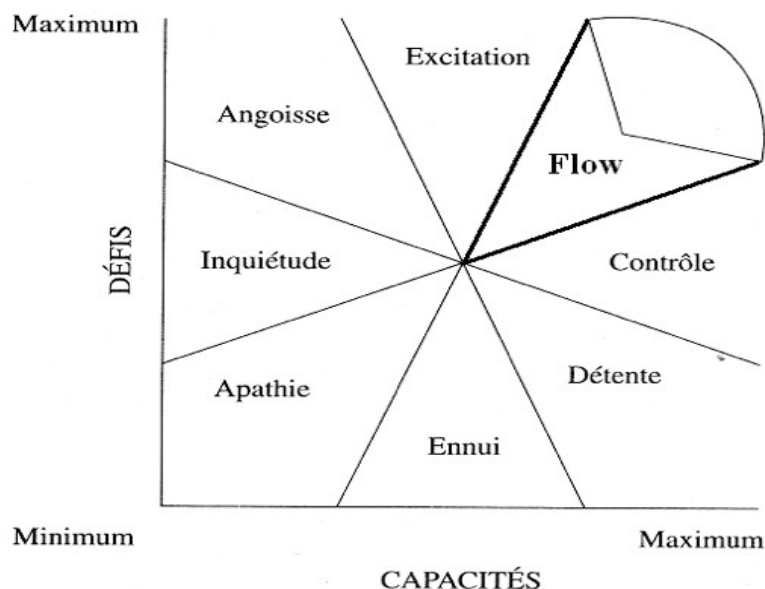 Maximum
Excitation
Angoisse
Flow
DÉFIS
Inquiétude
Contrôle
Apathie
Détente
Ennui
Minimum
Maximum
CAPACITÉS